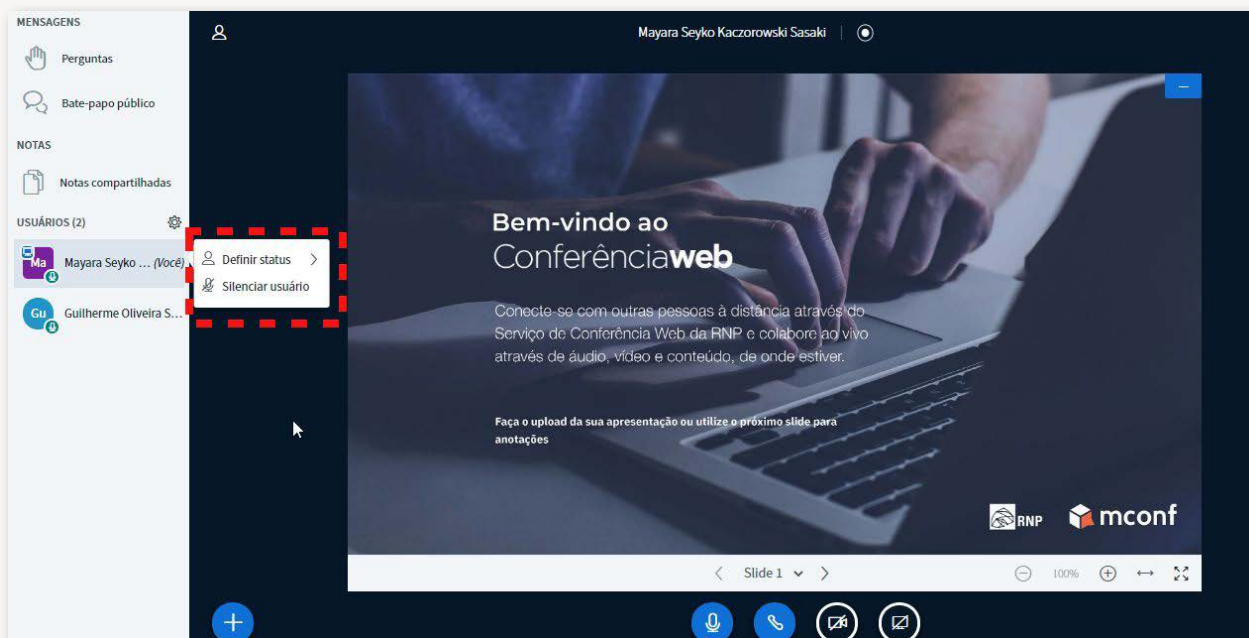 MENSAGENS
Perguntas
Bate-papo público
NOTAS
Notas compartilhadas
USUÁRIOS (2)
Ma
Mayara Seyko ... (Você)
Gu
Guilherme Oliveira S...
Definir status
Silenciar usuário
Mayara Seyko Kaczorowski Sasaki
Bem-vindo ao
Conferênciaweb
Conecte-se com outras pessoas à distância através do
Serviço de Conferência Web da RNP e colabore ao vivo
através de áudio, vídeo e conteúdo, de onde estiver.
Faça o upload da sua apresentação ou utilize o próximo slide para
anotações
RNP
mconf
Slide 1
100%